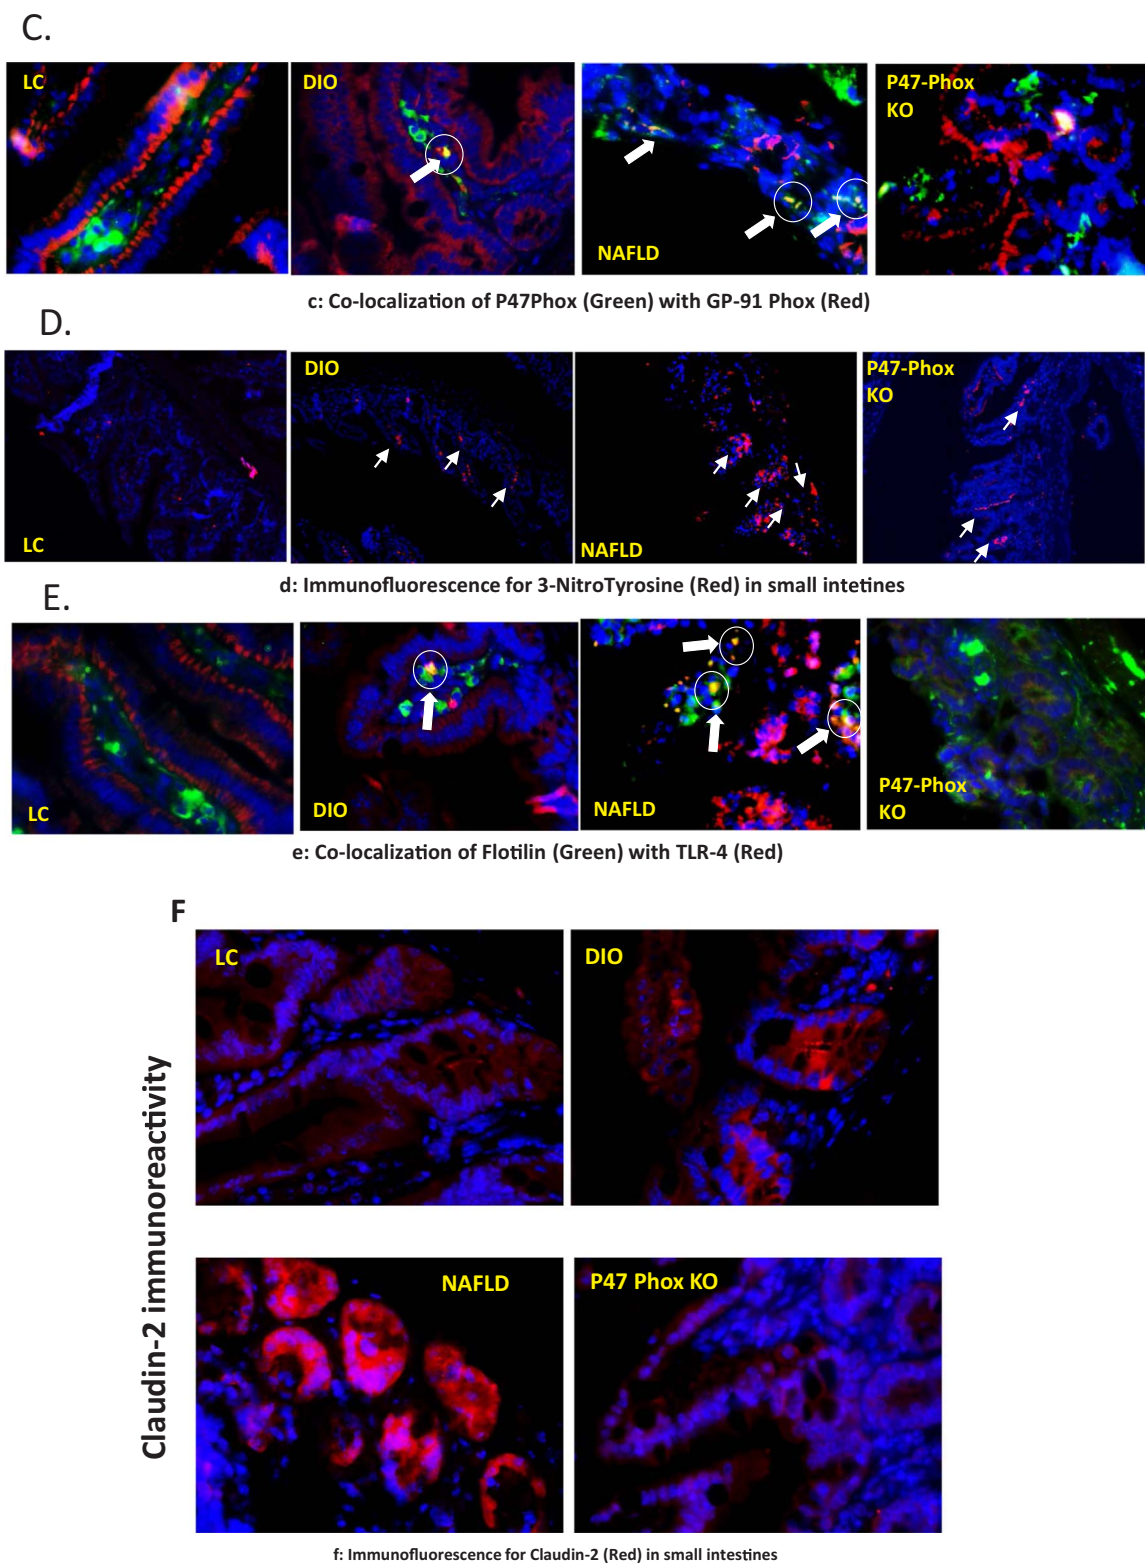 C.
LC
DIO
NAFLD
P47-Phox
KO
c: Co-localization of P47Phox (Green) with GP-91 Phox (Red)
D.
LC
DIO
NAFLD
P47-Phox
KO
d: Immunofluorescence for 3-NitroTyrosine (Red) in small intetines
E.
LC
DIO
NAFLD
P47-Phox
KO
e: Co-localization of Flotilin (Green) with TLR-4 (Red)
F
Claudin-2 immunoreactivity
LC
DIO
NAFLD
P47 Phox KO
f: Immunofluorescence for Claudin-2 (Red) in small intestines